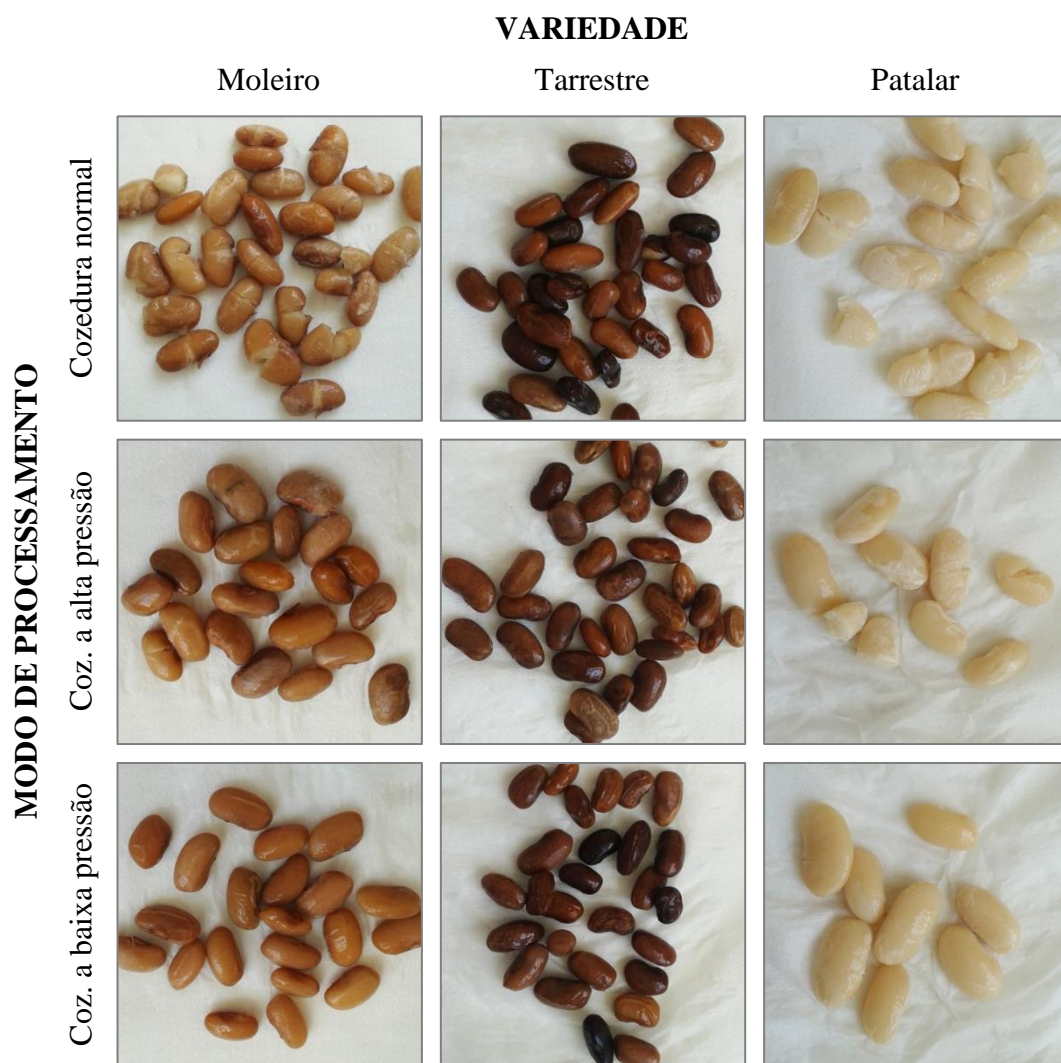 VARIEDADE
Moleiro
Tarrestre
Patalar
MODO DE PROCESSAMENTO
Cozedura normal
Coz. a alta pressão
Coz. a baixa pressão